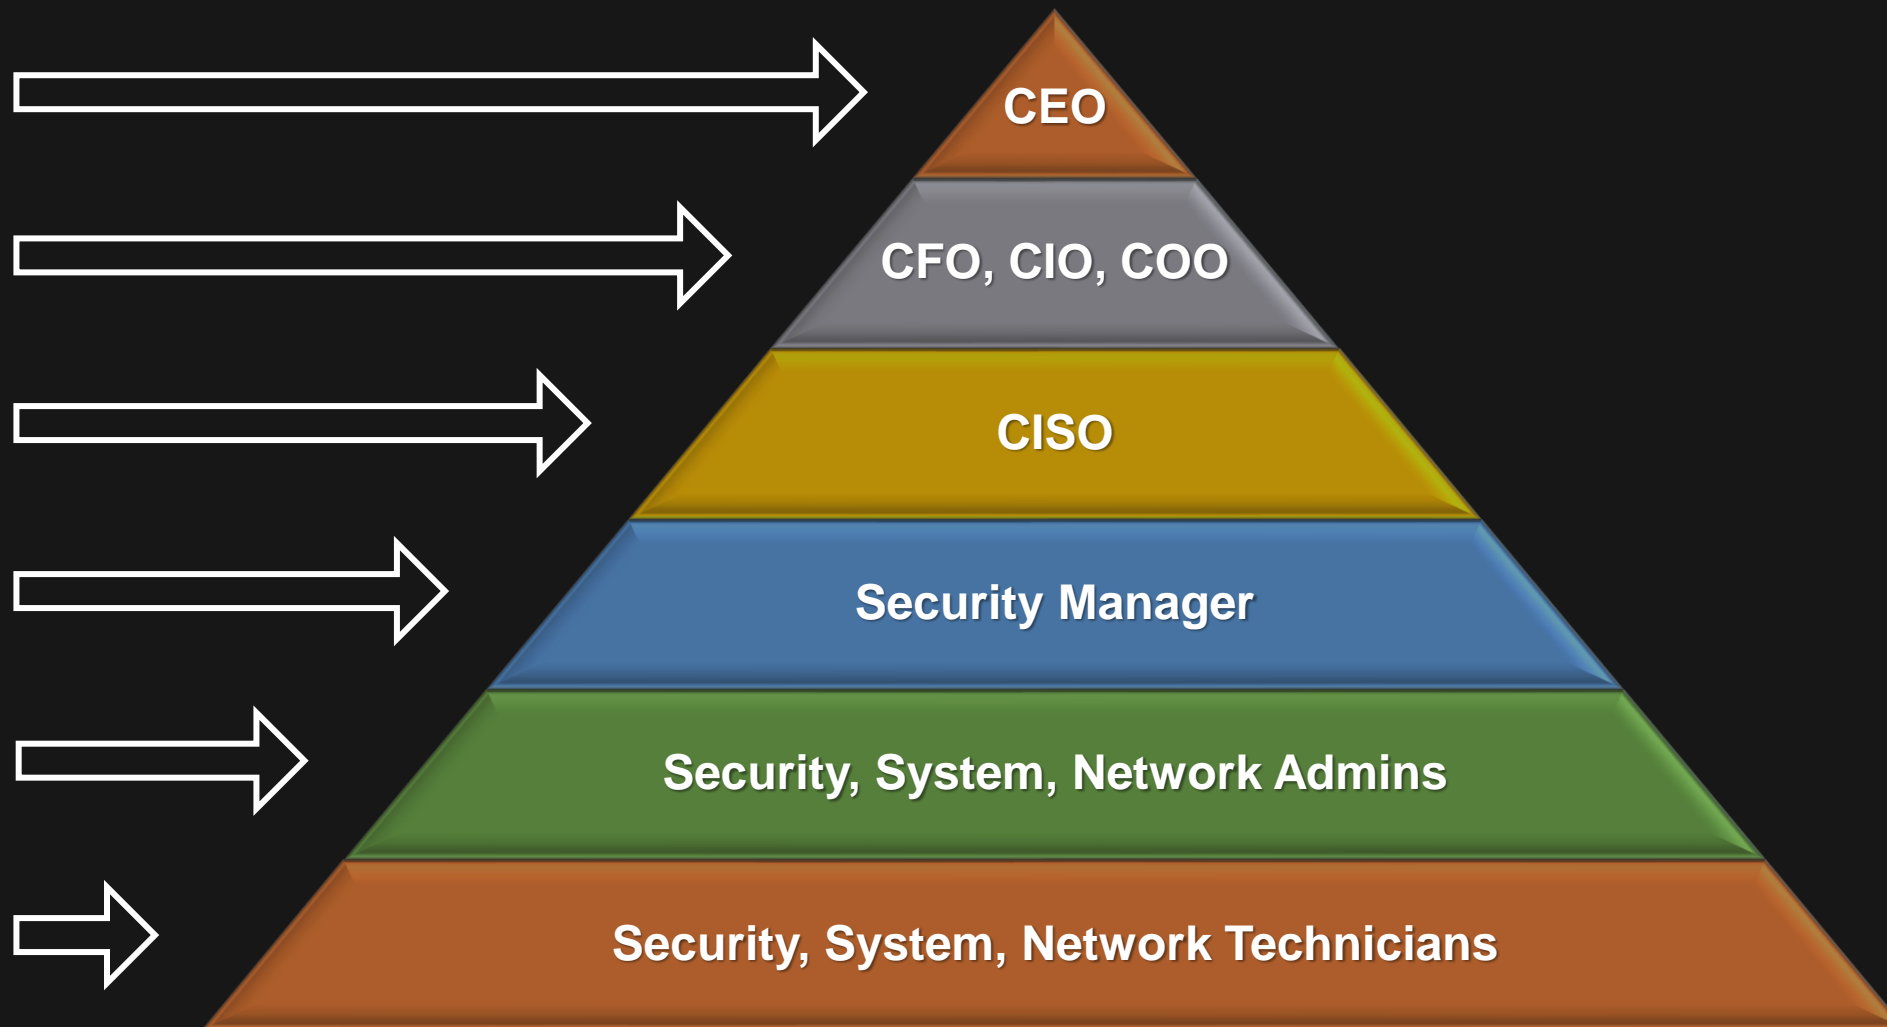 CEO
CFO, CIO, COO
CISO
Security Manager
Security, System, Network Admins
Security, System, Network Technicians